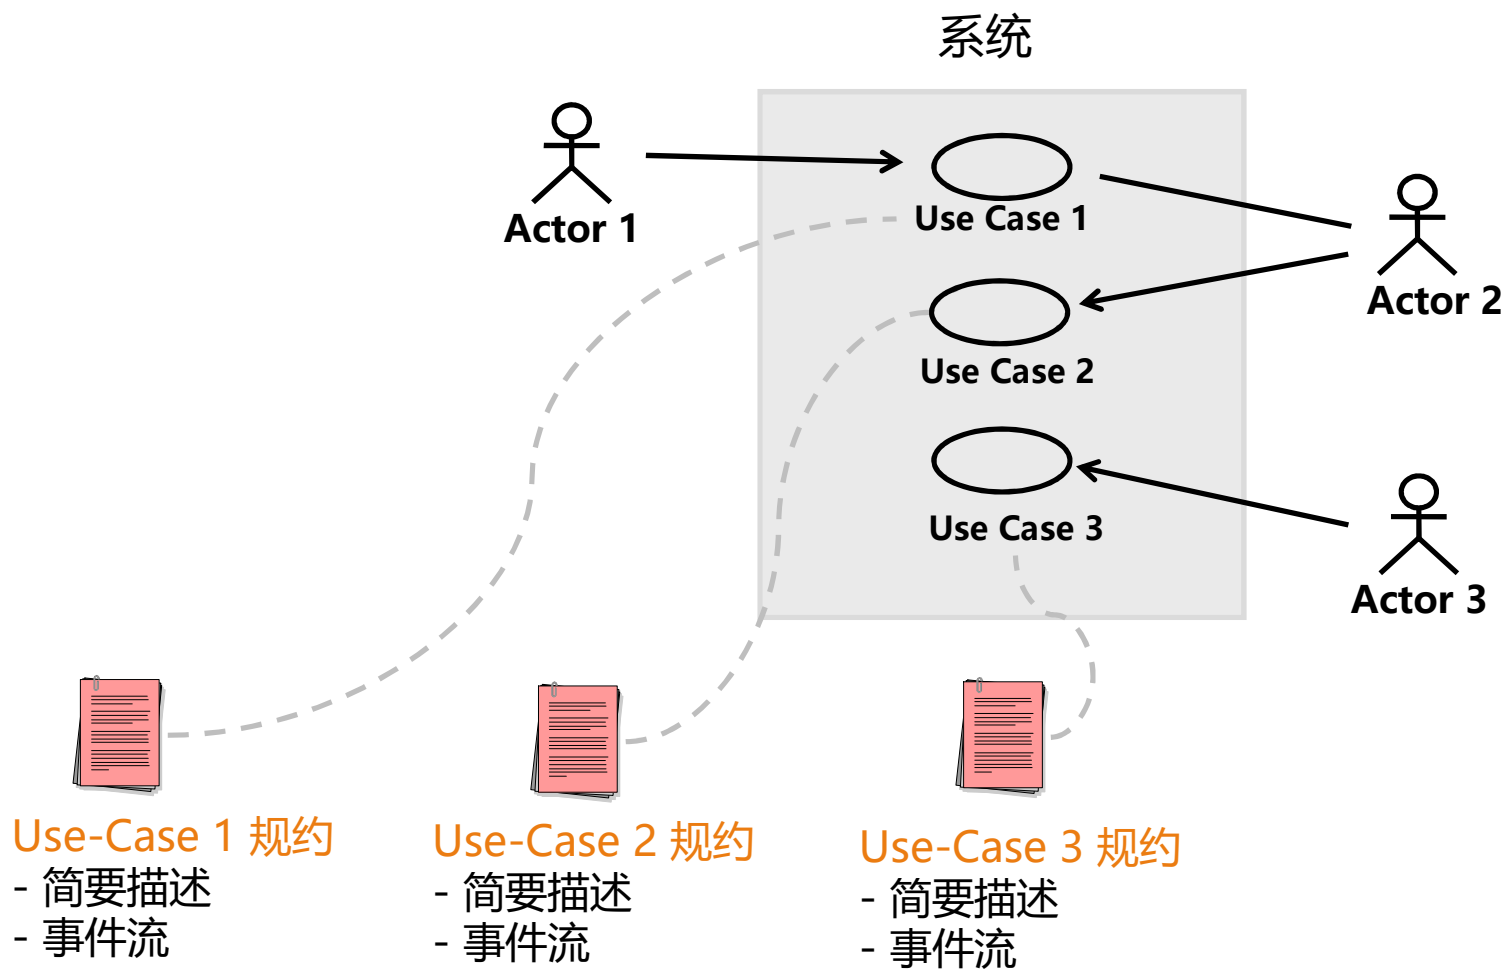 系统
Actor 1
Use Case 1
Actor 2
Use Case 2
Use Case 3
Actor 3
Use-Case 1 规约
- 简要描述
- 事件流
Use-Case 2 规约
- 简要描述
- 事件流
Use-Case 3 规约
- 简要描述
- 事件流